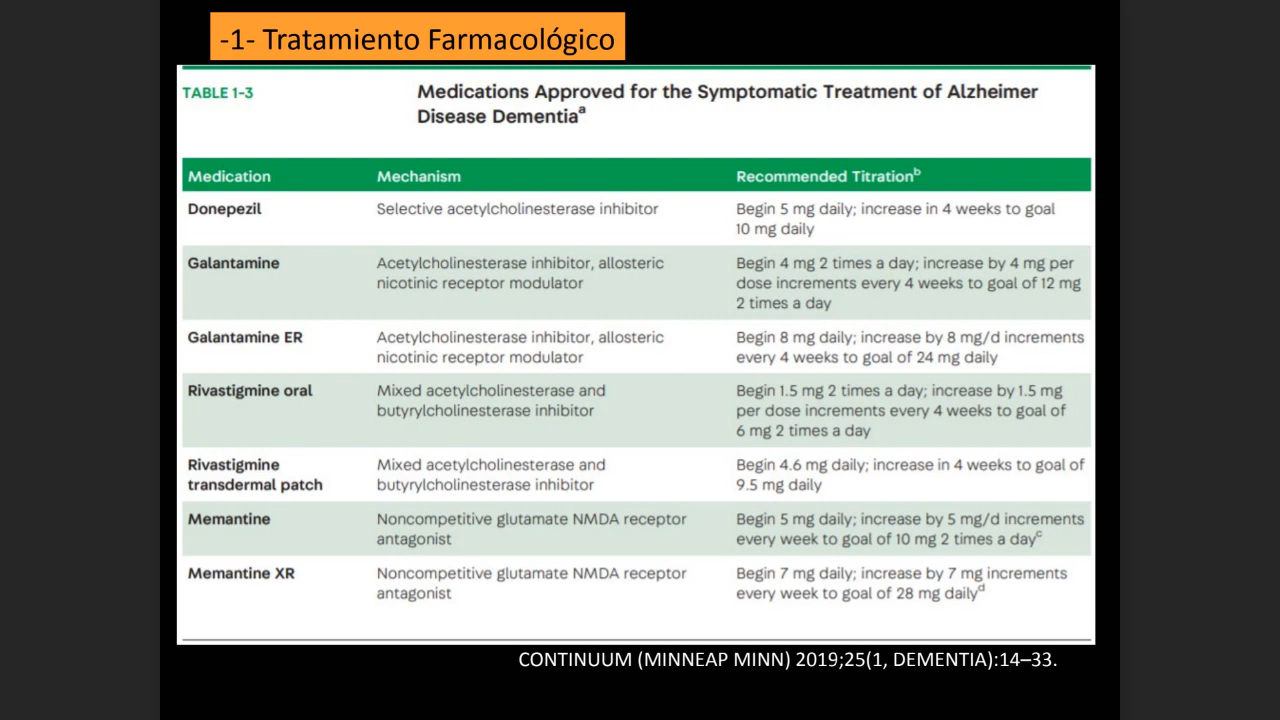 -1- Tratamiento Farmacológico
TABLE 1-3
Medications Approved for the Symptomatic Treatment of Alzheimer
Disease Dementiaᵃ
Medication Mechanism Recommended Titrationᵇ
Donepezil Selective acetylcholinesterase inhibitor Begin 5 mg daily; increase in 4 weeks to goal
10 mg daily
Galantamine Acetylcholinesterase inhibitor, allosteric Begin 4 mg 2 times a day; increase by 4 mg per
nicotinic receptor modulator dose increments every 4 weeks to goal of 12 mg
2 times a day
Galantamine ER Acetylcholinesterase inhibitor, allosteric Begin 8 mg daily; increase by 8 mg/d increments
nicotinic receptor modulator every 4 weeks to goal of 24 mg daily
Rivastigmine oral Mixed acetylcholinesterase and Begin 1.5 mg 2 times a day; increase by 1.5 mg
butyrylcholinesterase inhibitor per dose increments every 4 weeks to goal of
6 mg 2 times a day
Rivastigmine Mixed acetylcholinesterase and Begin 4.6 mg daily; increase in 4 weeks to goal of
transdermal patch butyrylcholinesterase inhibitor 9.5 mg daily
Memantine Noncompetitive glutamate NMDA receptor Begin 5 mg daily; increase by 5 mg/d increments
antagonist every week to goal of 10 mg 2 times a dayᶜ
Memantine XR Noncompetitive glutamate NMDA receptor Begin 7 mg daily; increase by 7 mg increments
antagonist every week to goal of 28 mg dailyᵈ
CONTINUUM (MINNEAP MINN) 2019;25(1, DEMENTIA):14–33.